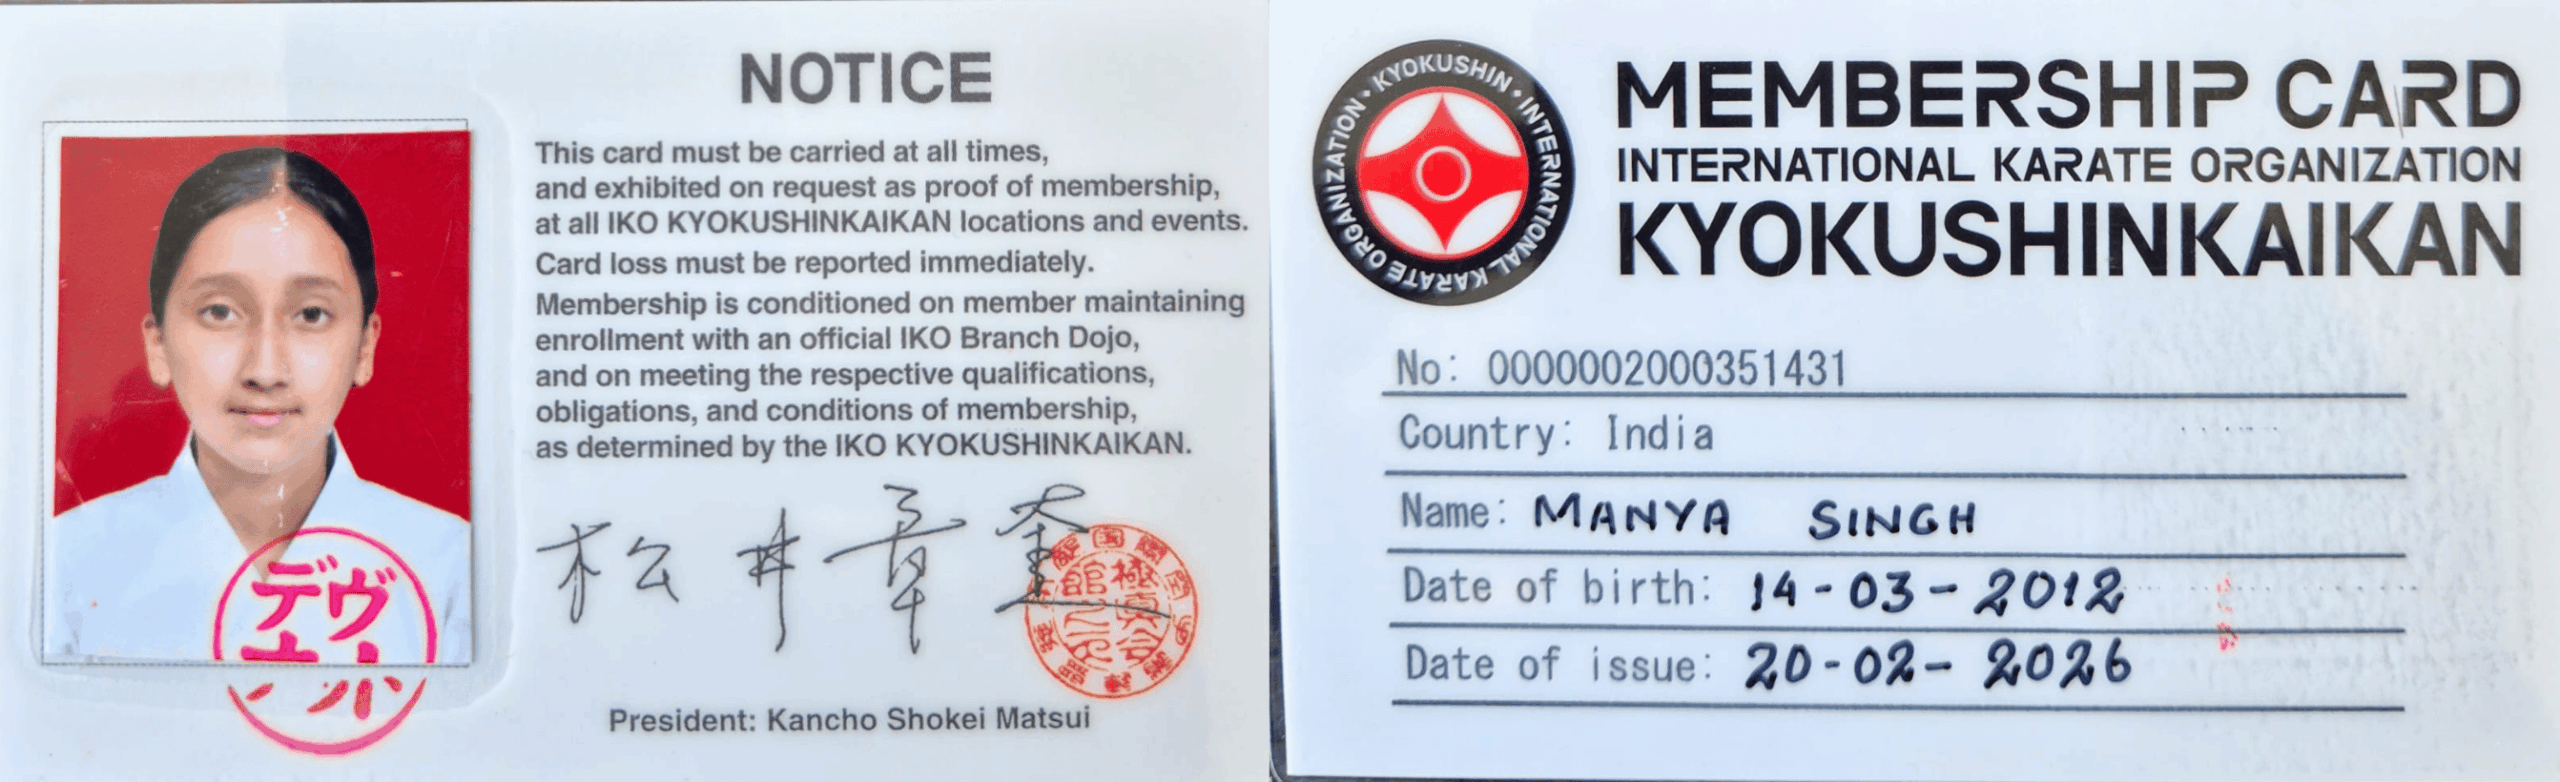 NOTICE
This card must be carried at all times,
and exhibited on request as proof of membership,
at all IKO KYOKUSHINKAIKAN locations and events.
Card loss must be reported immediately.
Membership is conditioned on member maintaining
enrollment with an official IKO Branch Dojo,
and on meeting the respective qualifications,
obligations, and conditions of membership,
as determined by the IKO KYOKUSHINKAIKAN.
松井章奎
President: Kancho Shokei Matsui
デヴ
KYOKUSHIN • INTERNATIONAL KARATE ORGANIZATION •
MEMBERSHIP CARD
INTERNATIONAL KARATE ORGANIZATION
KYOKUSHINKAIKAN
No: 0000002000351431
Country: India
Name: MANYA SINGH
Date of birth: 14-03-2012
Date of issue: 20-02-2026